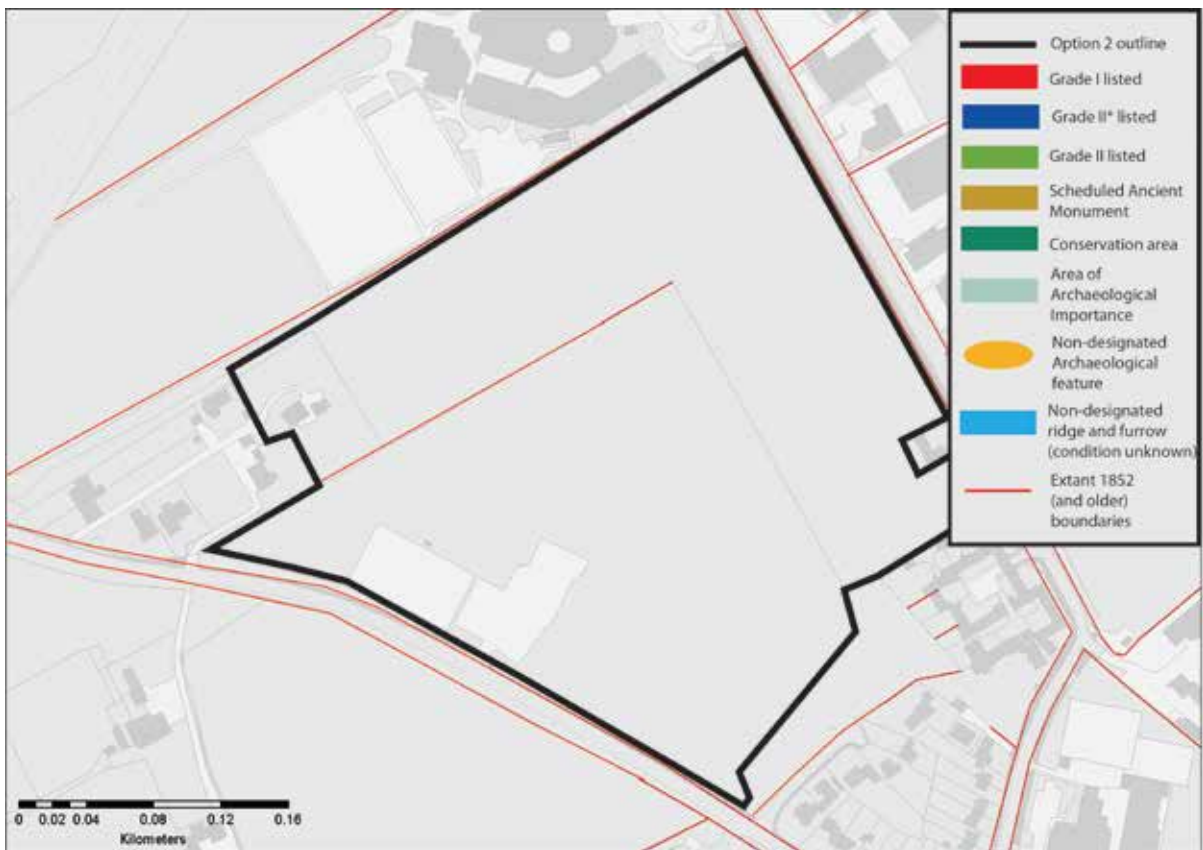 Option 2 outline
Grade I listed
Grade II* listed
Grade II listed
Scheduled Ancient
Monument
Conservation area
Area of
Archaeological
Importance
Non-designated
Archaeological
feature
Non-designated
ridge and furrow
(condition unknown)
Extant 1852
(and older)
boundaries
0 0.02 0.04 0.08 0.12 0.16
Kilometers